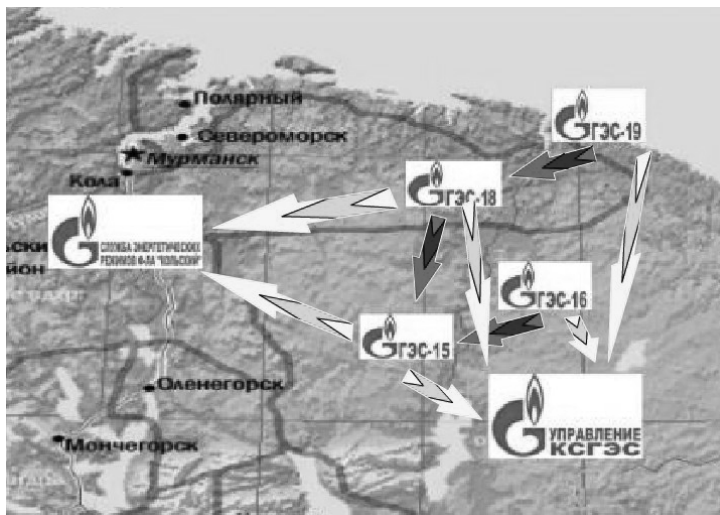 Полярный
ГЭС-19
Североморск
Мурманск
Кола
ГЭС-18
СЛУЖБА ЭНЕРГЕТИЧЕСКИХ
РЕЖИМОВ Ф-ЛА "КОЛЬСКИЙ"
ГЭС-16
ГЭС-15
Оленегорск
УПРАВЛЕНИЕ
КСГЭС
Мончегорск